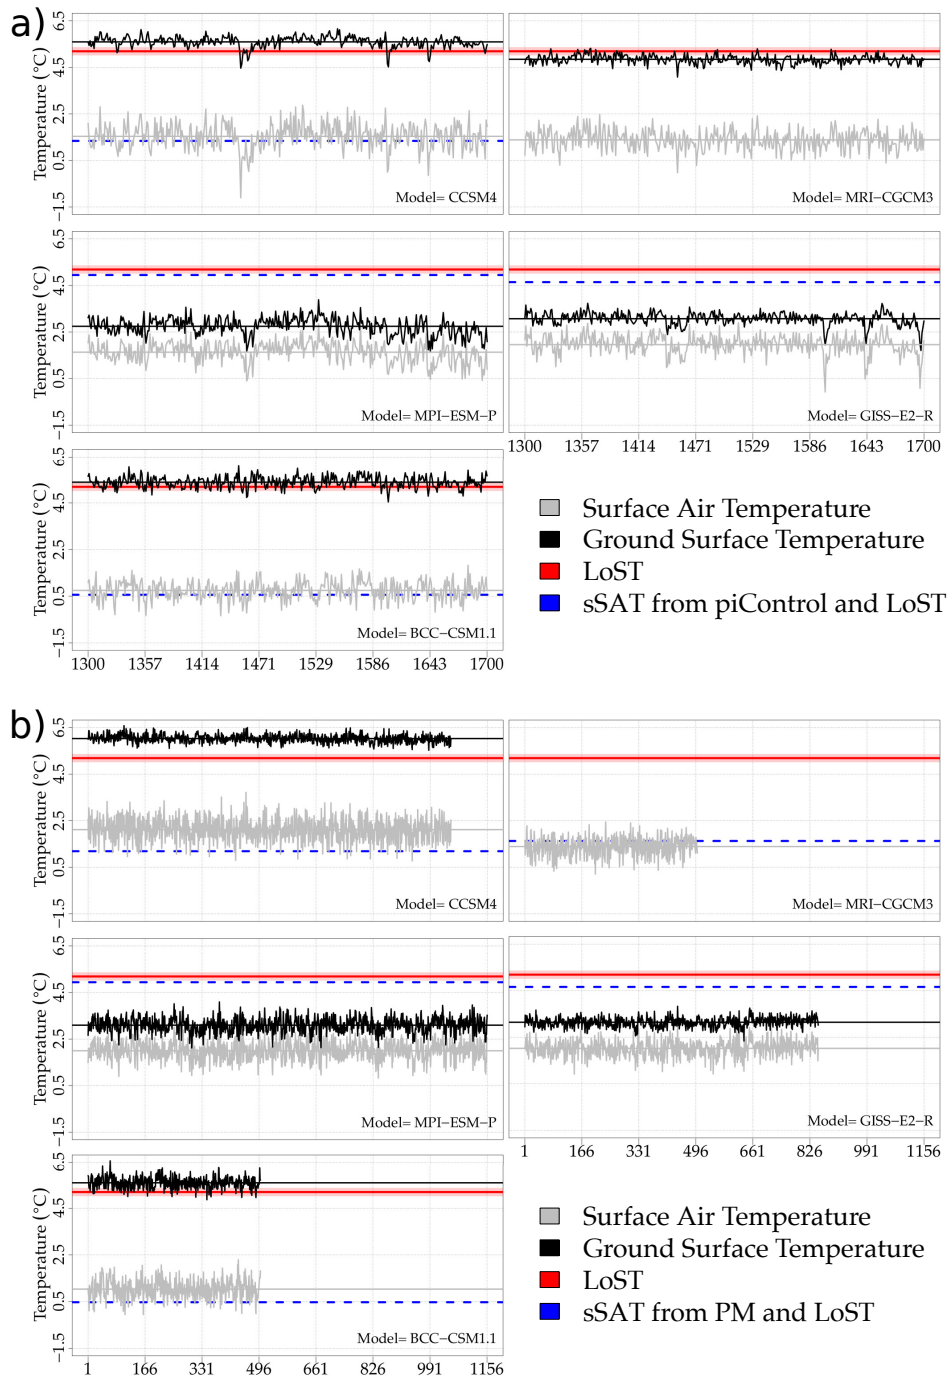 a)
Temperature (°C)
6.5
4.5
2.5
0.5
−1.5
Model= CCSM4
Model= MRI−CGCM3
Temperature (°C)
6.5
4.5
2.5
0.5
−1.5
Model= MPI−ESM−P
Model= GISS−E2−R
1300 1357 1414 1471 1529 1586 1643 1700
Temperature (°C)
6.5
4.5
2.5
0.5
−1.5
Model= BCC−CSM1.1
1300 1357 1414 1471 1529 1586 1643 1700
Surface Air Temperature
Ground Surface Temperature
LoST
sSAT from piControl and LoST
b)
Temperature (°C)
6.5
4.5
2.5
0.5
−1.5
Model= CCSM4
Model= MRI−CGCM3
Temperature (°C)
6.5
4.5
2.5
0.5
−1.5
Model= MPI−ESM−P
Model= GISS−E2−R
1 166 331 496 661 826 991 1156
Temperature (°C)
6.5
4.5
2.5
0.5
−1.5
Model= BCC−CSM1.1
1 166 331 496 661 826 991 1156
Surface Air Temperature
Ground Surface Temperature
LoST
sSAT from PM and LoST